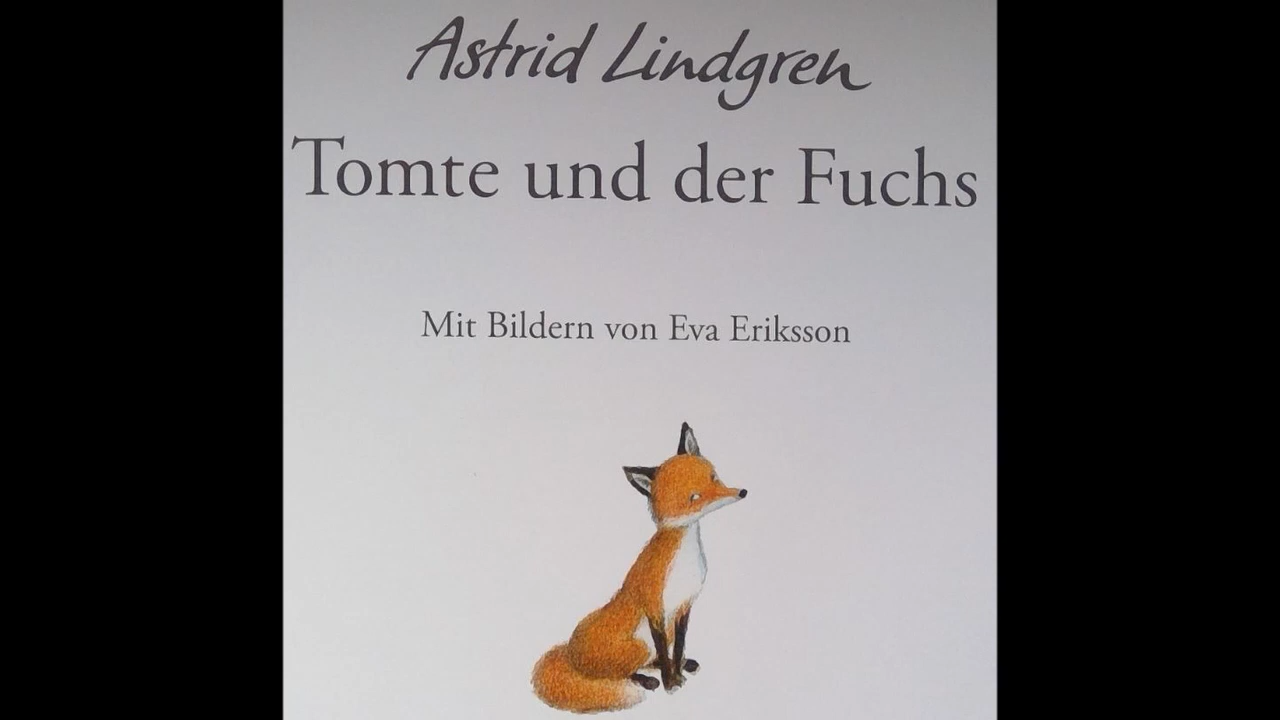 Astrid Lindgren
Tomte und der Fuchs
Mit Bildern von Eva Eriksson